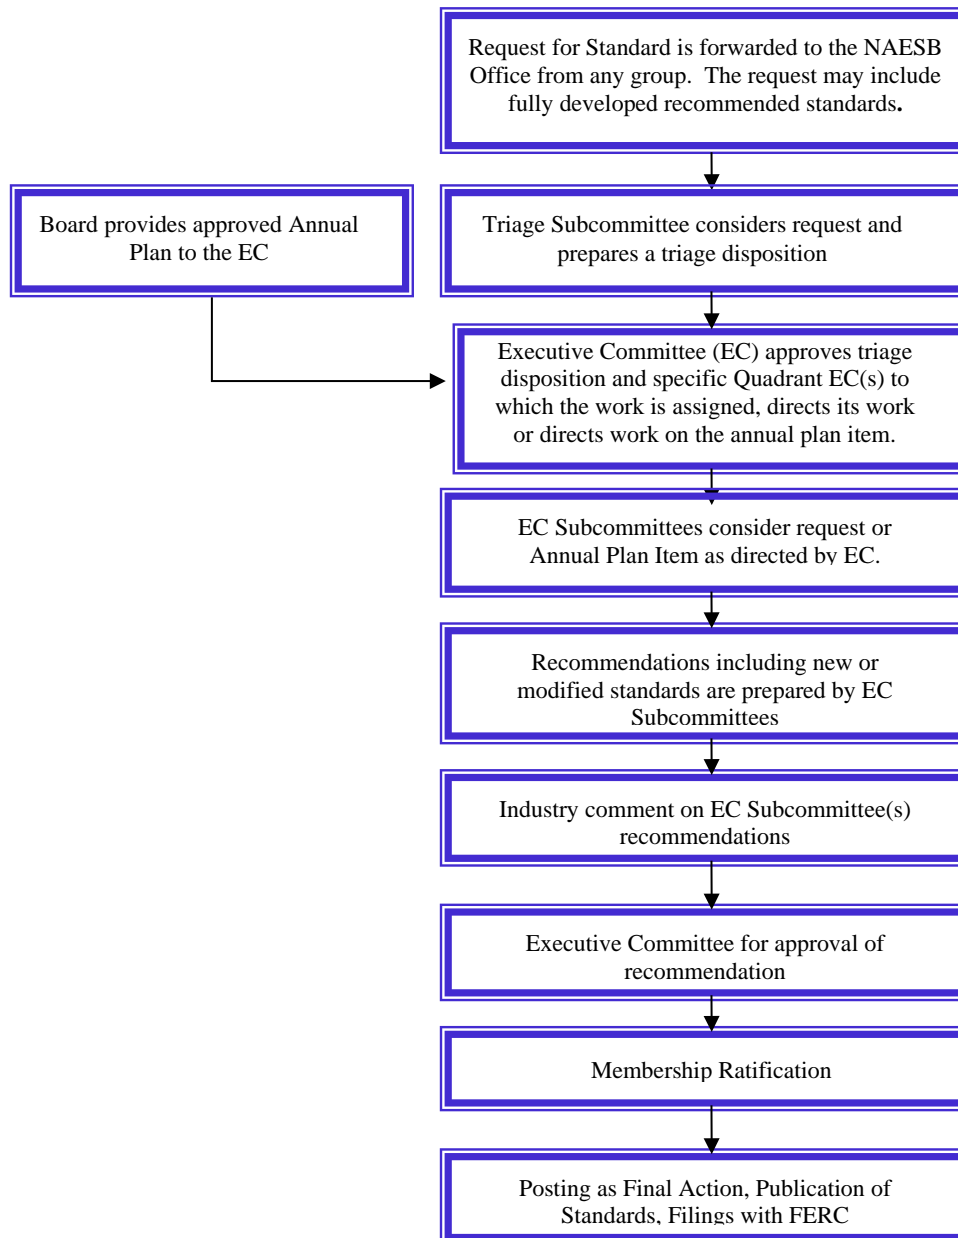 Request for Standard is forwarded to the NAESB
Office from any group.  The request may include
fully developed recommended standards.
Board provides approved Annual
Plan to the EC
Triage Subcommittee considers request and
prepares a triage disposition
Executive Committee (EC) approves triage
disposition and specific Quadrant EC(s) to
which the work is assigned, directs its work
or directs work on the annual plan item.
EC Subcommittees consider request or
Annual Plan Item as directed by EC.
Recommendations including new or
modified standards are prepared by EC
Subcommittees
Industry comment on EC Subcommittee(s)
recommendations
Executive Committee for approval of
recommendation
Membership Ratification
Posting as Final Action, Publication of
Standards, Filings with FERC